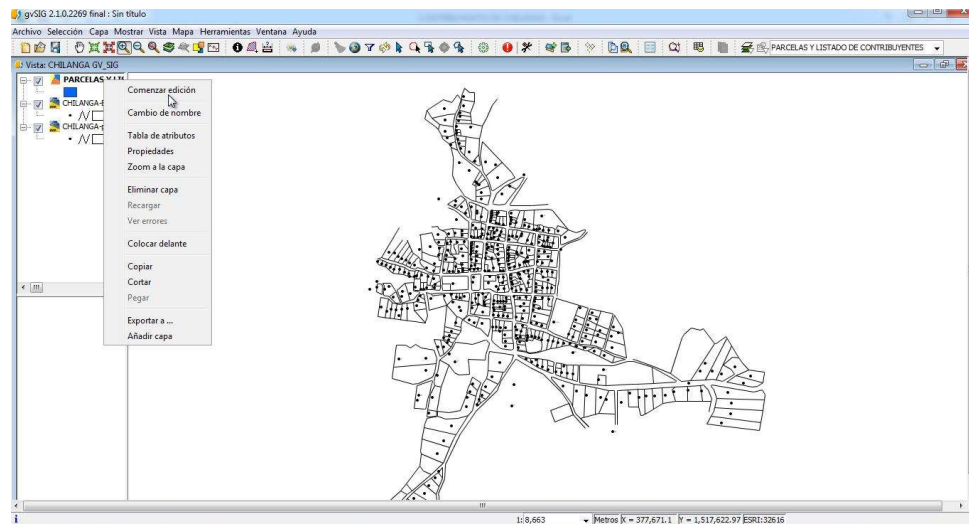 gvSIG 2.1.0.2269 final : Sin título
Archivo Selección Capa Mostrar Vista Mapa Herramientas Ventana Ayuda
PARCELAS Y LISTADO DE CONTRIBUYENTES
Vista: CHILANGA GV_SIG
PARCELAS Y LIS
CHILANGA-
CHILANGA-p
Comenzar edición
Cambio de nombre
Tabla de atributos
Propiedades
Zoom a la capa
Eliminar capa
Recargar
Ver errores
Colocar delante
Copiar
Cortar
Pegar
Exportar a ...
Añadir capa
1: 8,663 Metros X = 377,671.1 Y = 1,517,622.97 ESRI:32616